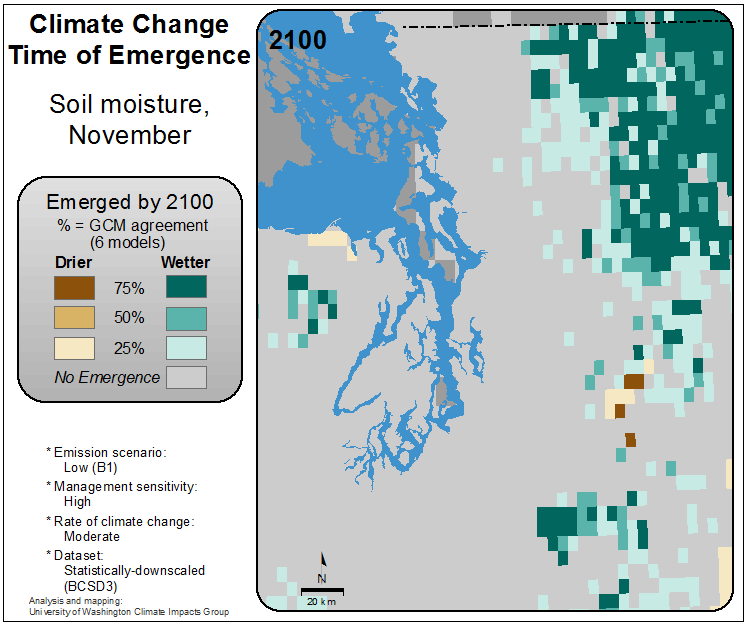 Climate Change
Time of Emergence
Soil moisture,
November
Emerged by 2100
% = GCM agreement
(6 models)
Drier Wetter
75%
50%
25%
No Emergence
* Emission scenario:
Low (B1)
* Management sensitivity:
High
* Rate of climate change:
Moderate
* Dataset:
Statistically-downscaled
(BCSD3)
Analysis and mapping:
University of Washington Climate Impacts Group
2100
N
20 km